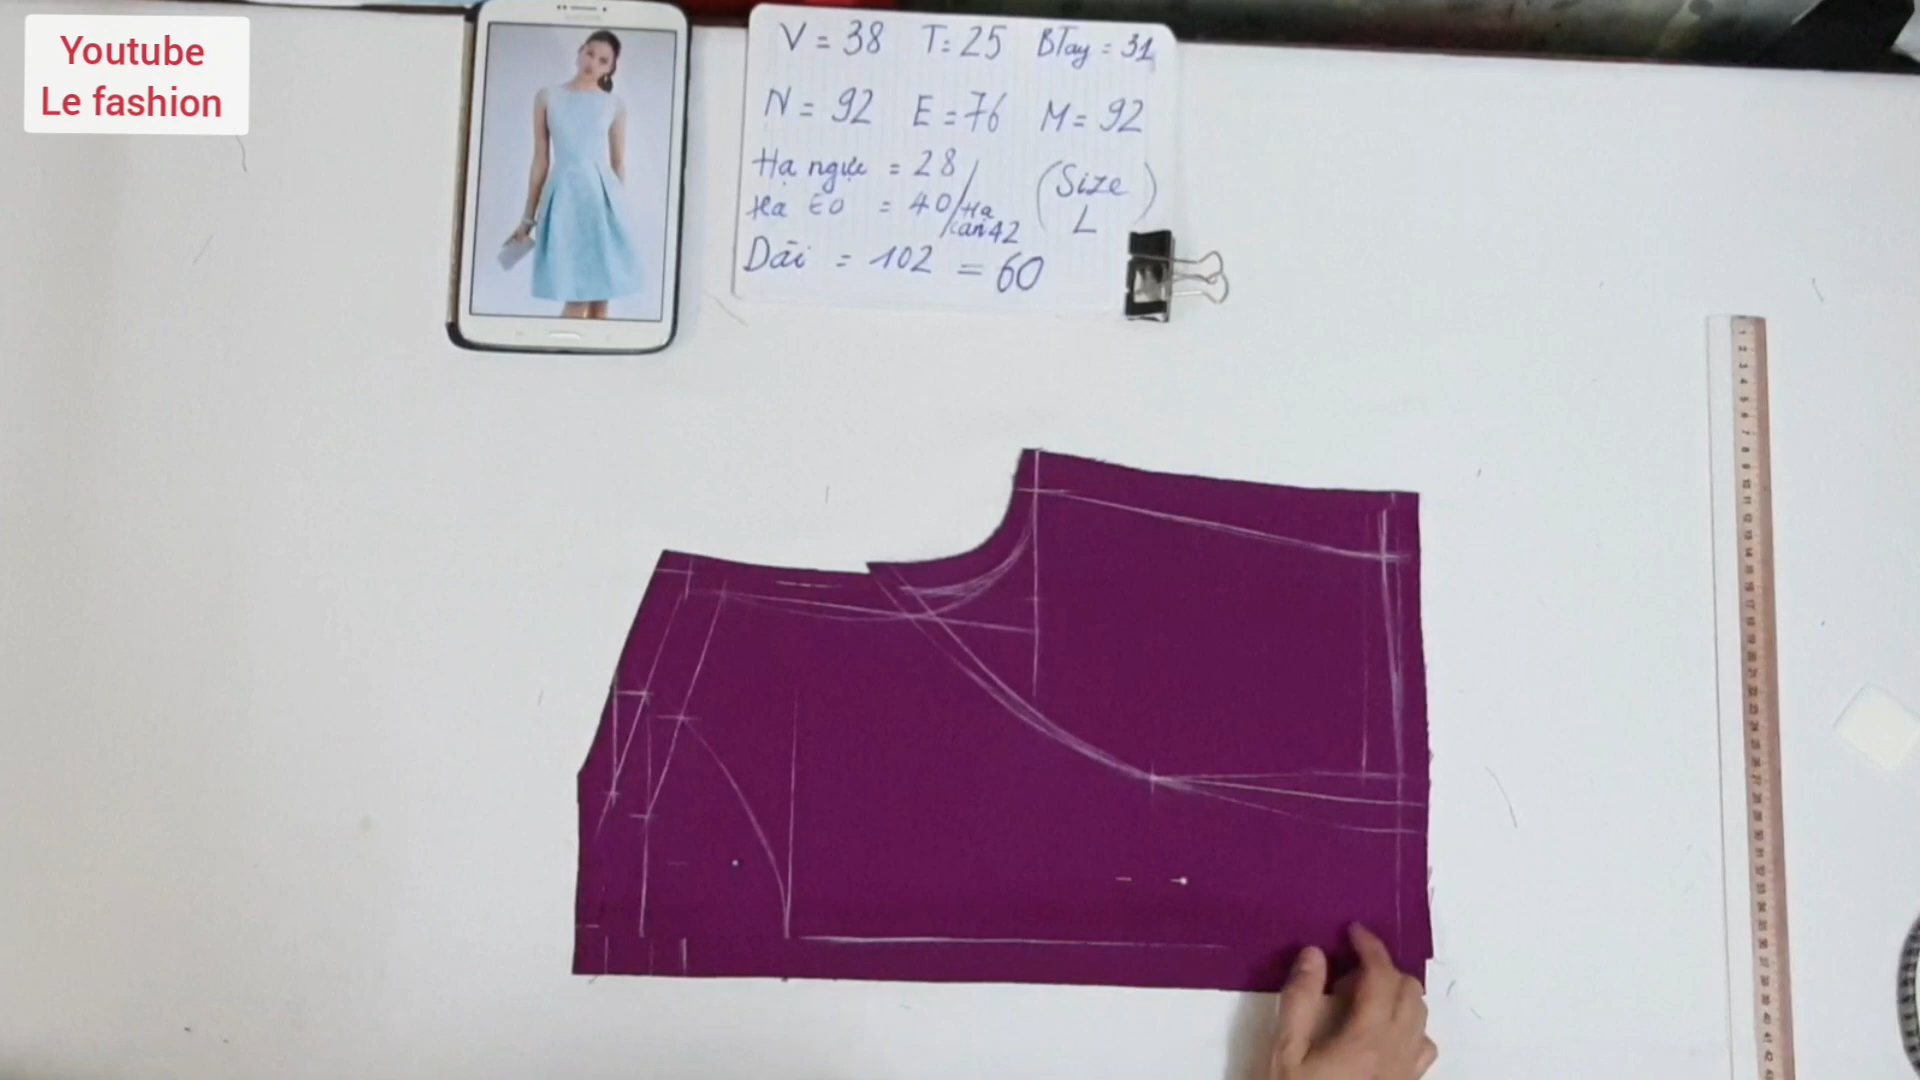 Youtube
Le fashion
V = 38 T = 25 BTay = 31
N = 92 E = 76 M = 92
Hạ ngực = 28 (Size
Hạ EO = 40 / Hạ L)
can 42
Dài = 102 = 60